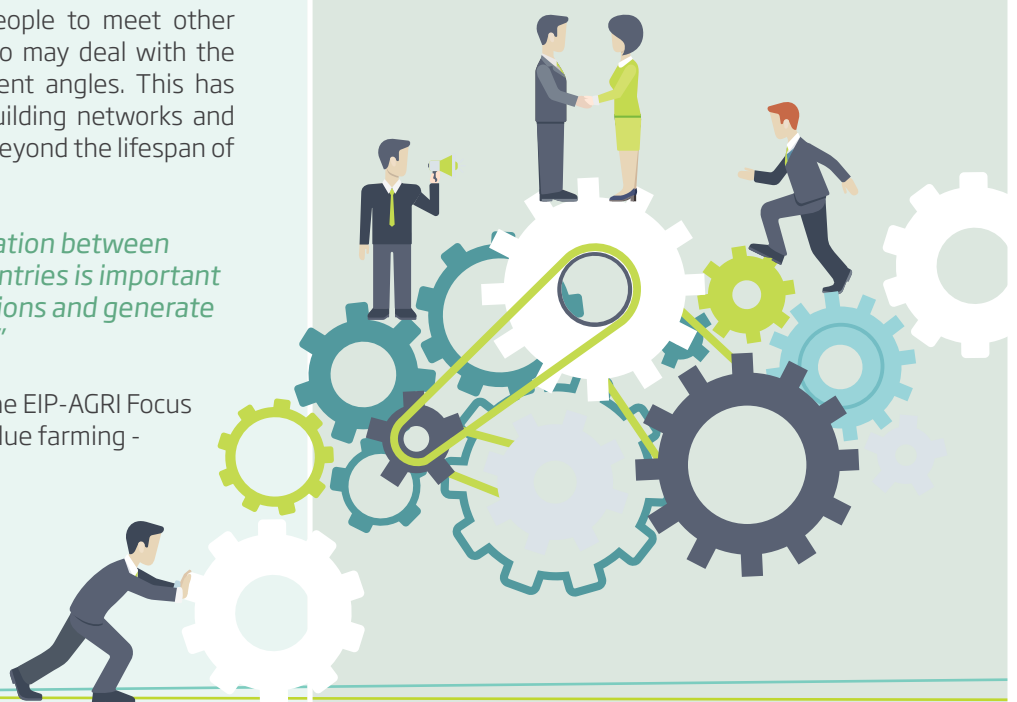 eople to meet other
o may deal with the
ent angles. This has
uilding networks and
eyond the lifespan of
ation between
ntries is important
ions and generate
”
he EIP-AGRI Focus
lue farming -